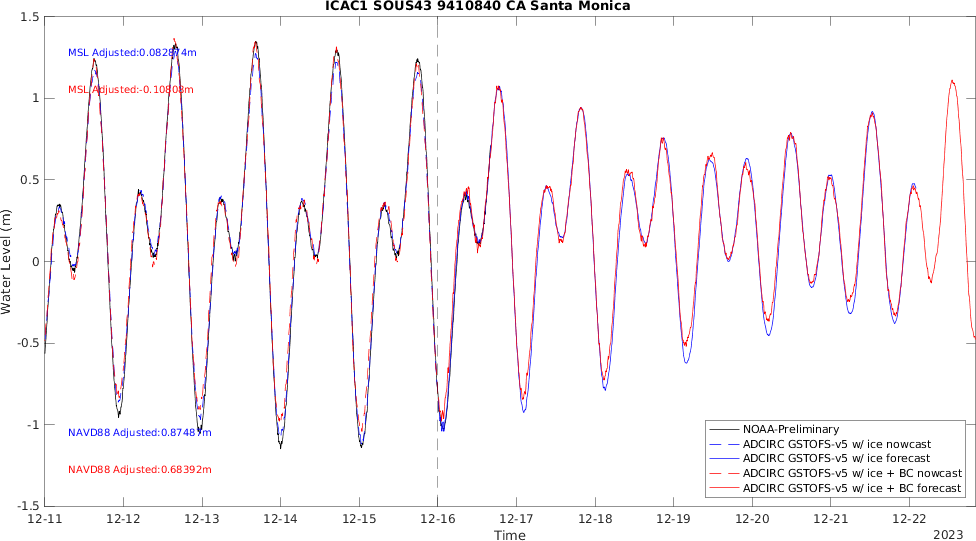 ICAC1 SOUS43 9410840 CA Santa Monica
1.5
MSL Adjusted:0.082874m
MSL Adjusted:-0.10808m
1
0.5
0
-0.5
-1
-1.5
Water Level (m)
NAVD88 Adjusted:0.87487m
NAVD88 Adjusted:0.68392m
NOAA-Preliminary
ADCIRC GSTOFS-v5 w/ ice nowcast
ADCIRC GSTOFS-v5 w/ ice forecast
ADCIRC GSTOFS-v5 w/ ice + BC nowcast
ADCIRC GSTOFS-v5 w/ ice + BC forecast
12-11 12-12 12-13 12-14 12-15 12-16 12-17 12-18 12-19 12-20 12-21 12-22
Time
2023